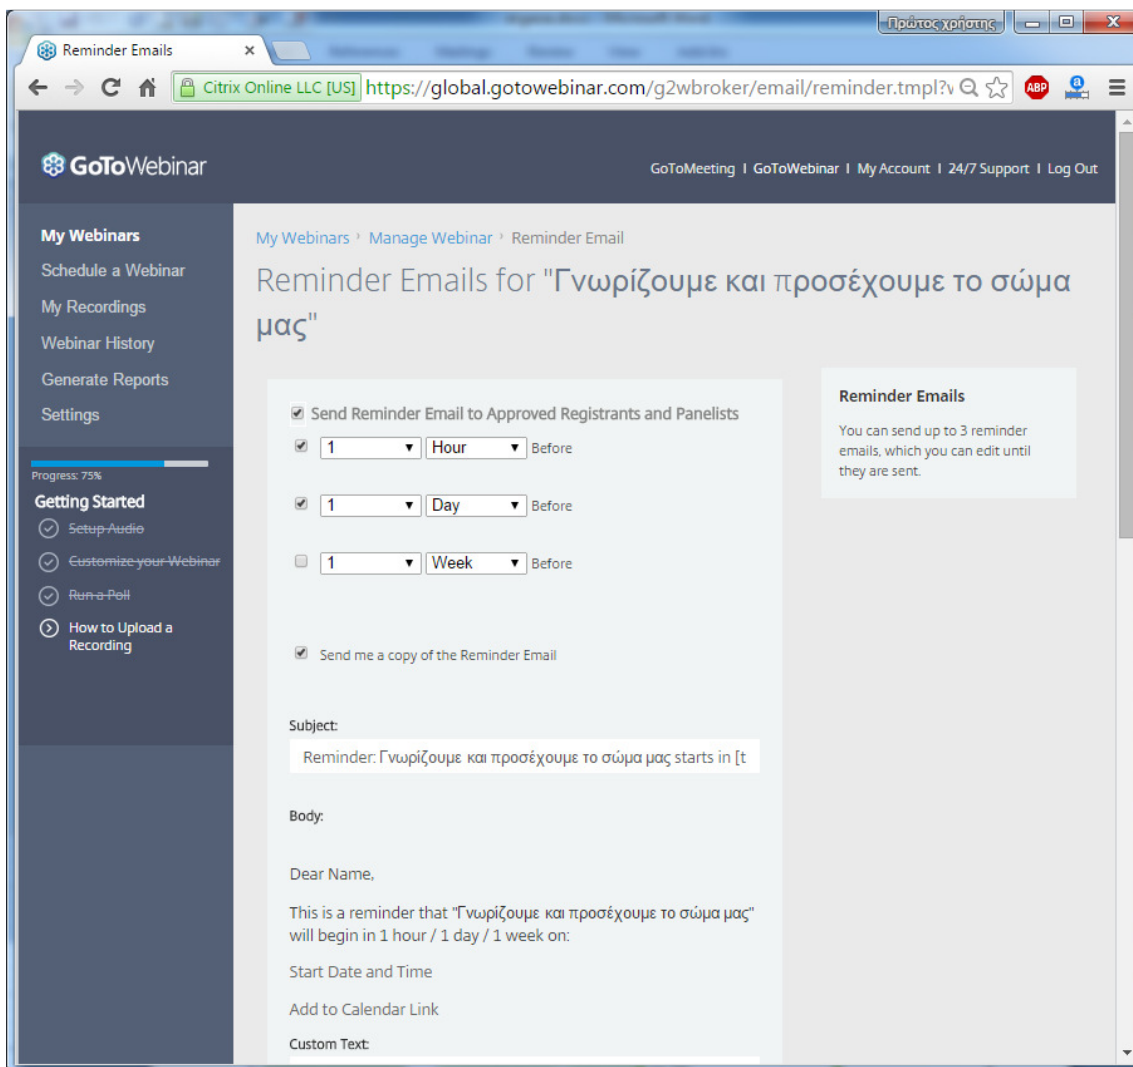 Πρώτος χρήστης
Reminder Emails
Citrix Online LLC [US] https://global.gotowebinar.com/g2wbroker/email/reminder.tmpl?v
ABP
a
GoToWebinar
GoToMeeting | GoToWebinar | My Account | 24/7 Support | Log Out
My Webinars
Schedule a Webinar
My Recordings
Webinar History
Generate Reports
Settings
Progress: 75%
Getting Started
Setup Audio
Customize your Webinar
Run a Poll
How to Upload a
Recording
My Webinars › Manage Webinar › Reminder Email
Reminder Emails for "Γνωρίζουμε και προσέχουμε το σώμα
μας"
Send Reminder Email to Approved Registrants and Panelists
1 Hour Before
1 Day Before
1 Week Before
Send me a copy of the Reminder Email
Subject:
Reminder: Γνωρίζουμε και προσέχουμε το σώμα μας starts in [t
Body:
Dear Name,
This is a reminder that "Γνωρίζουμε και προσέχουμε το σώμα μας"
will begin in 1 hour / 1 day / 1 week on:
Start Date and Time
Add to Calendar Link
Custom Text:
Reminder Emails
You can send up to 3 reminder
emails, which you can edit until
they are sent.